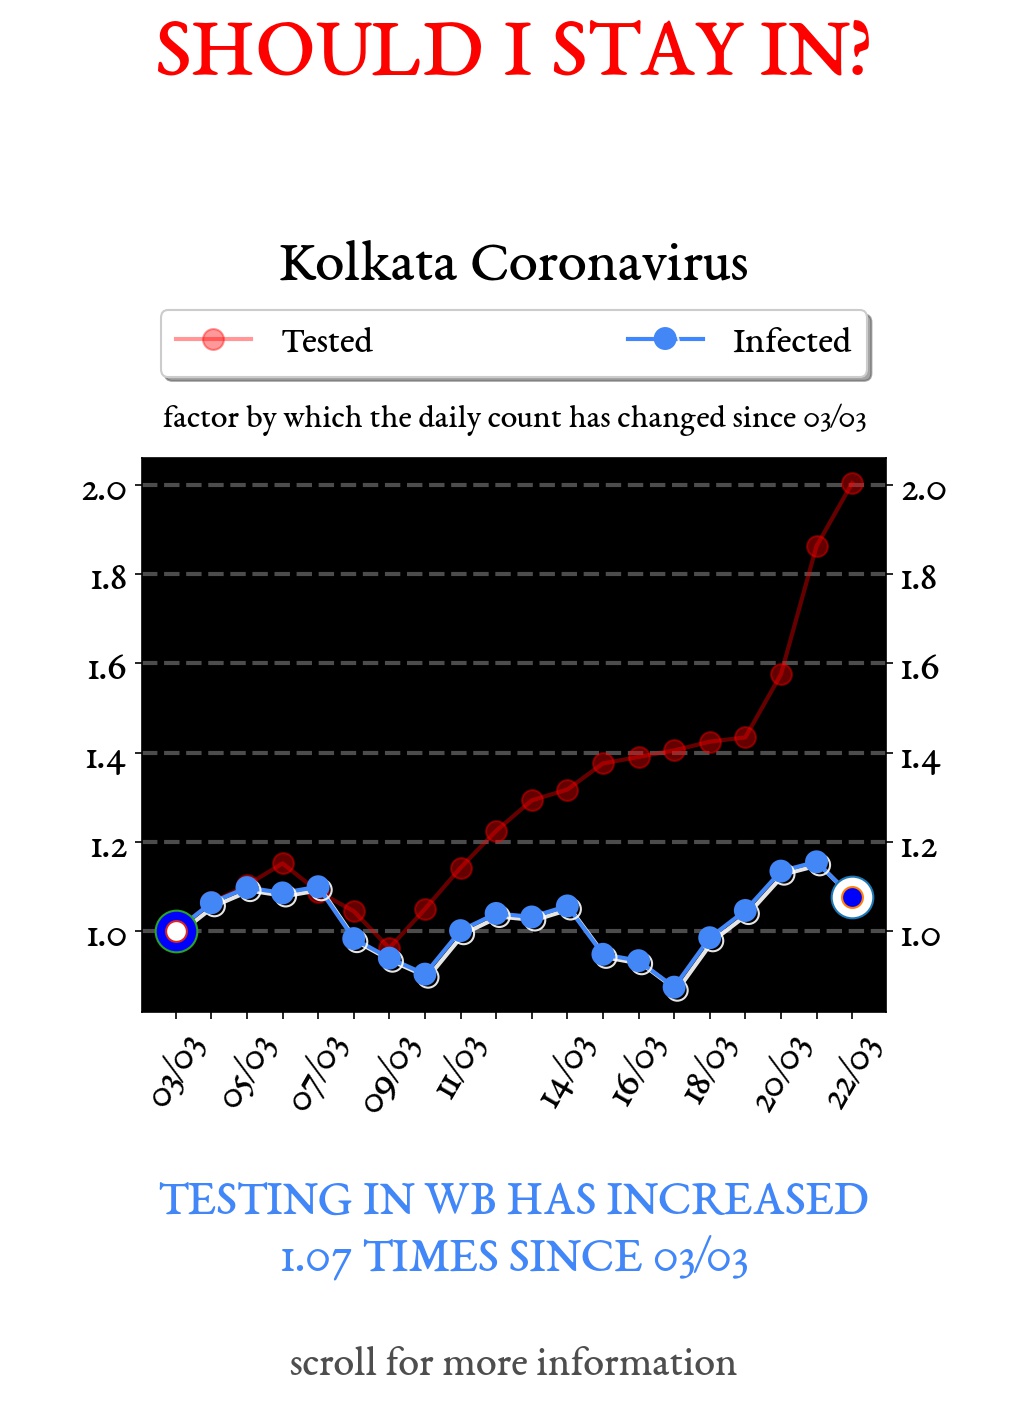 SHOULD I STAY IN?
Kolkata Coronavirus
Tested Infected
factor by which the daily count has changed since 03/03
2.0 2.0
1.8 1.8
1.6 1.6
1.4 1.4
1.2 1.2
1.0 1.0
03/03 05/03 07/03 09/03 11/03 14/03 16/03 18/03 20/03 22/03
TESTING IN WB HAS INCREASED
1.07 TIMES SINCE 03/03
scroll for more information